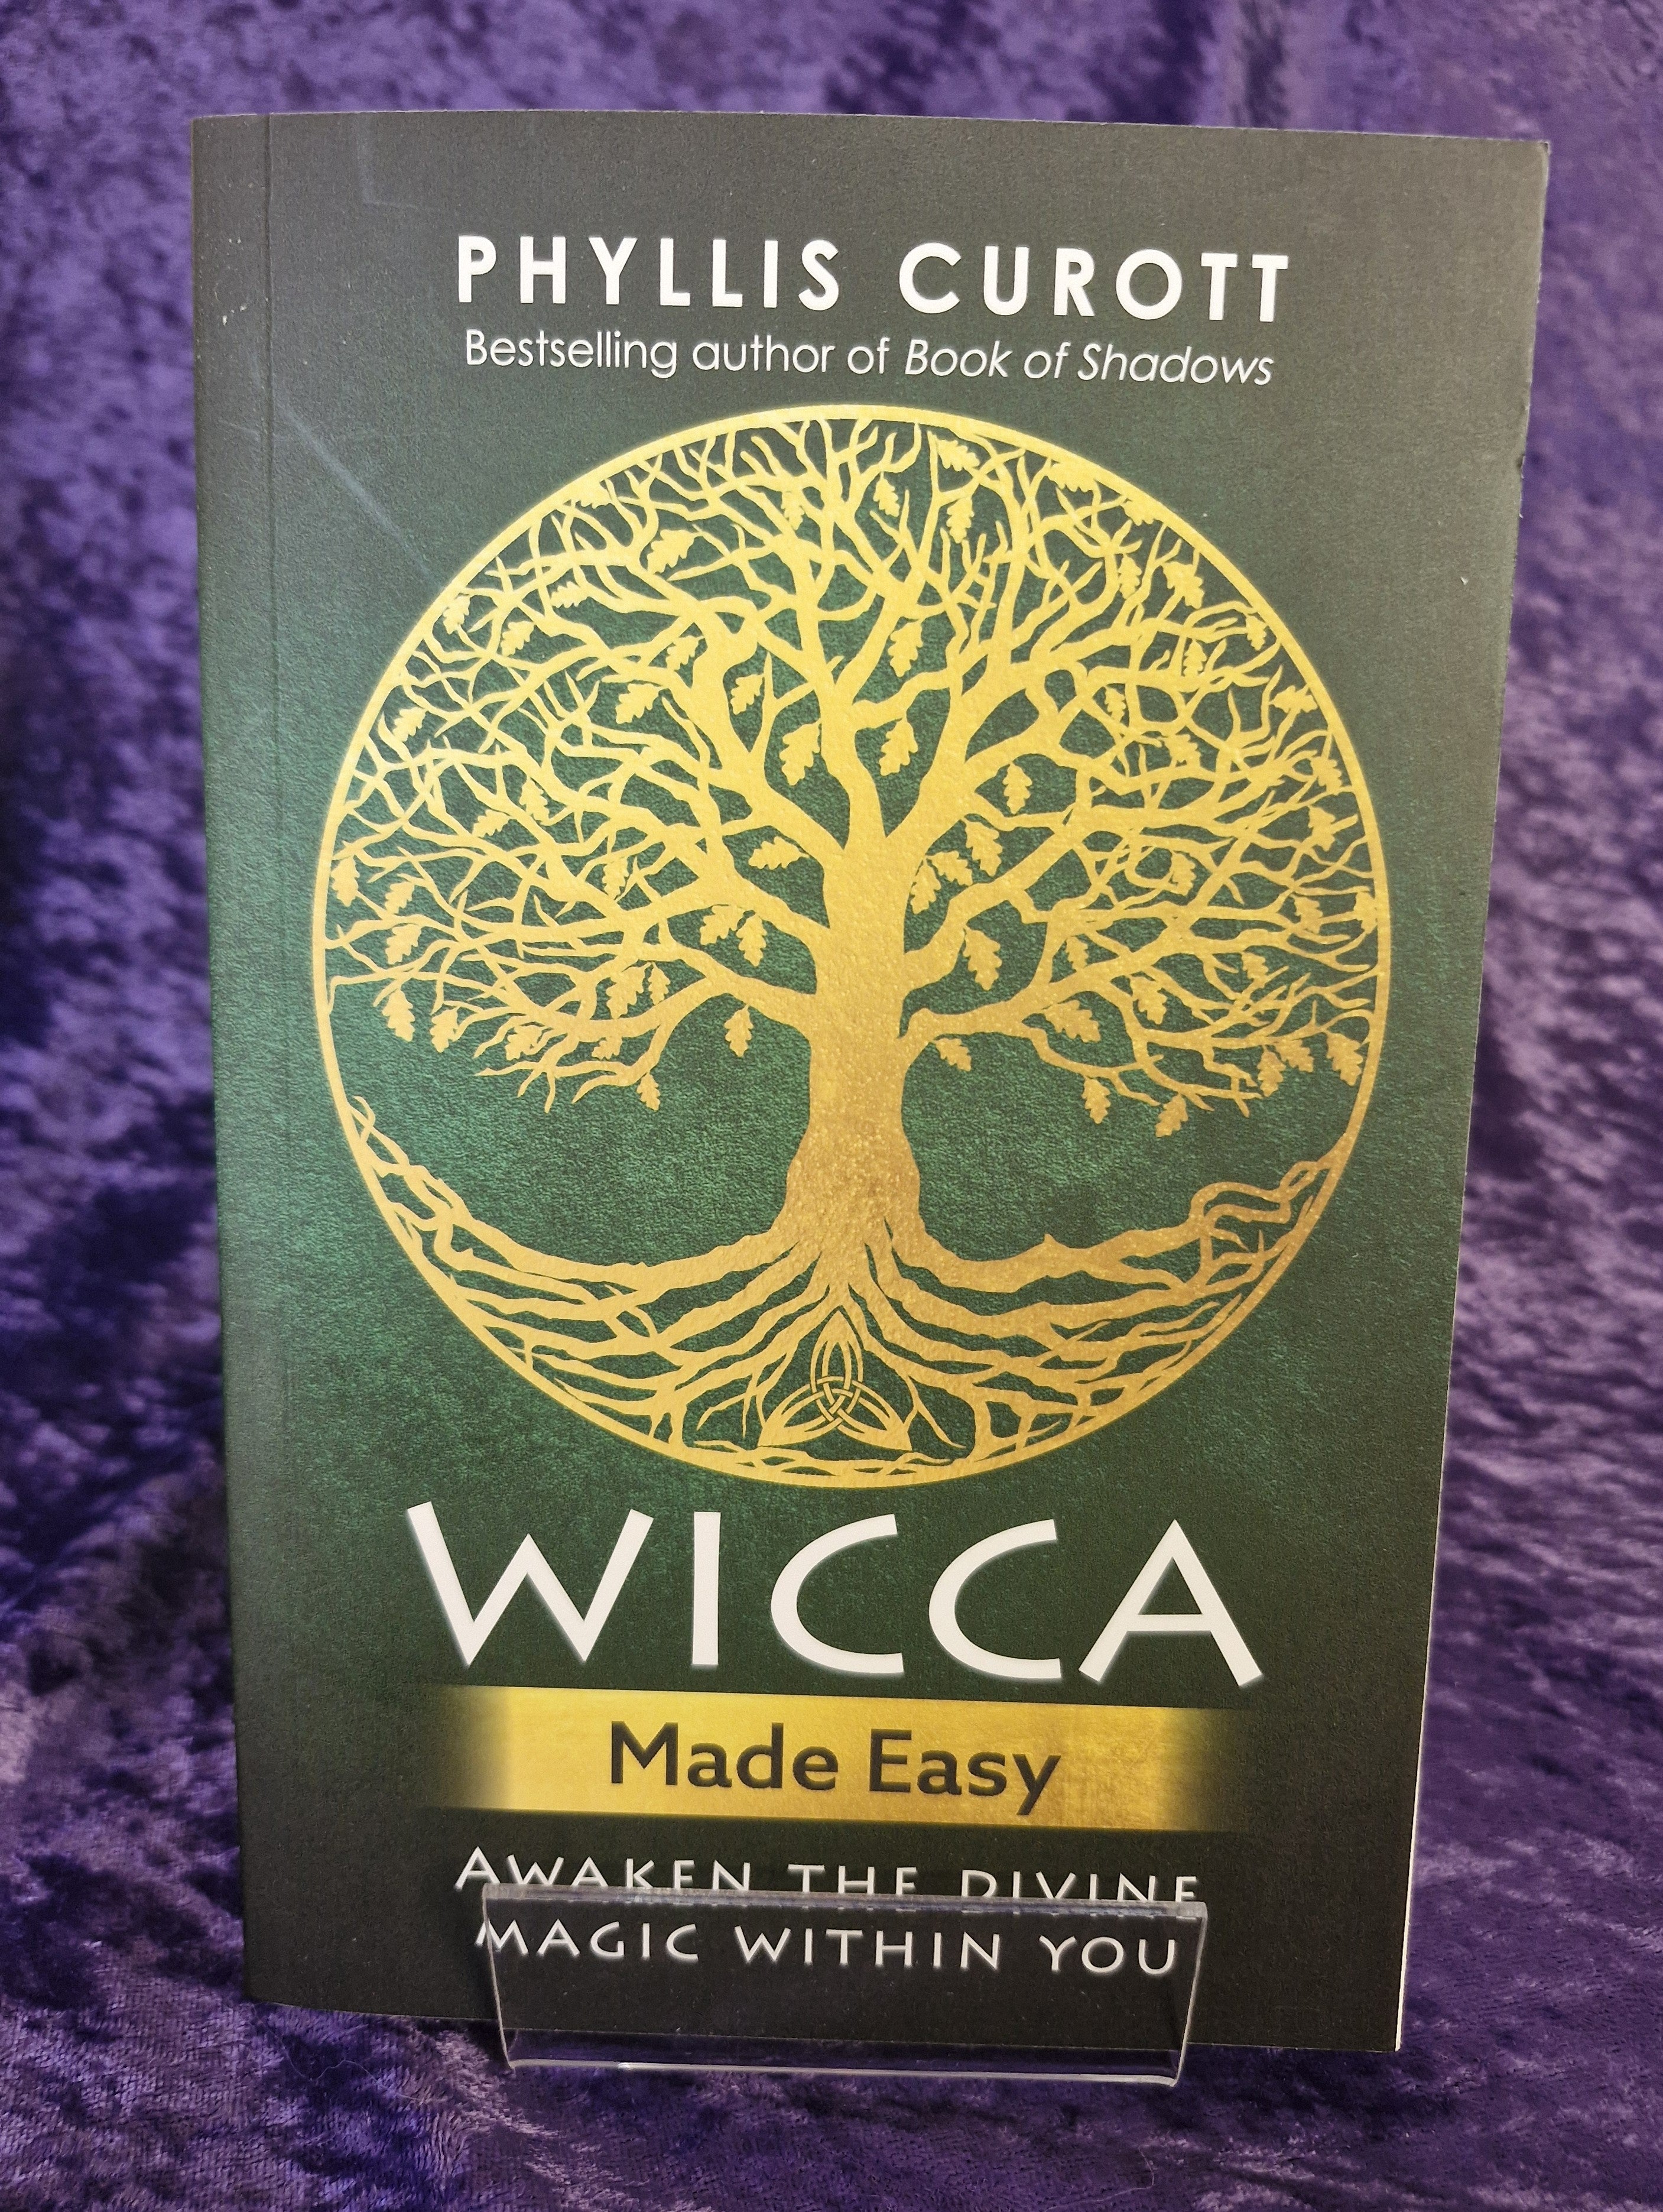 PHYLLIS CUROTT
Bestselling author of Book of Shadows
WICCA
Made Easy
AWAKEN THE DIVINE
MAGIC WITHIN YOU